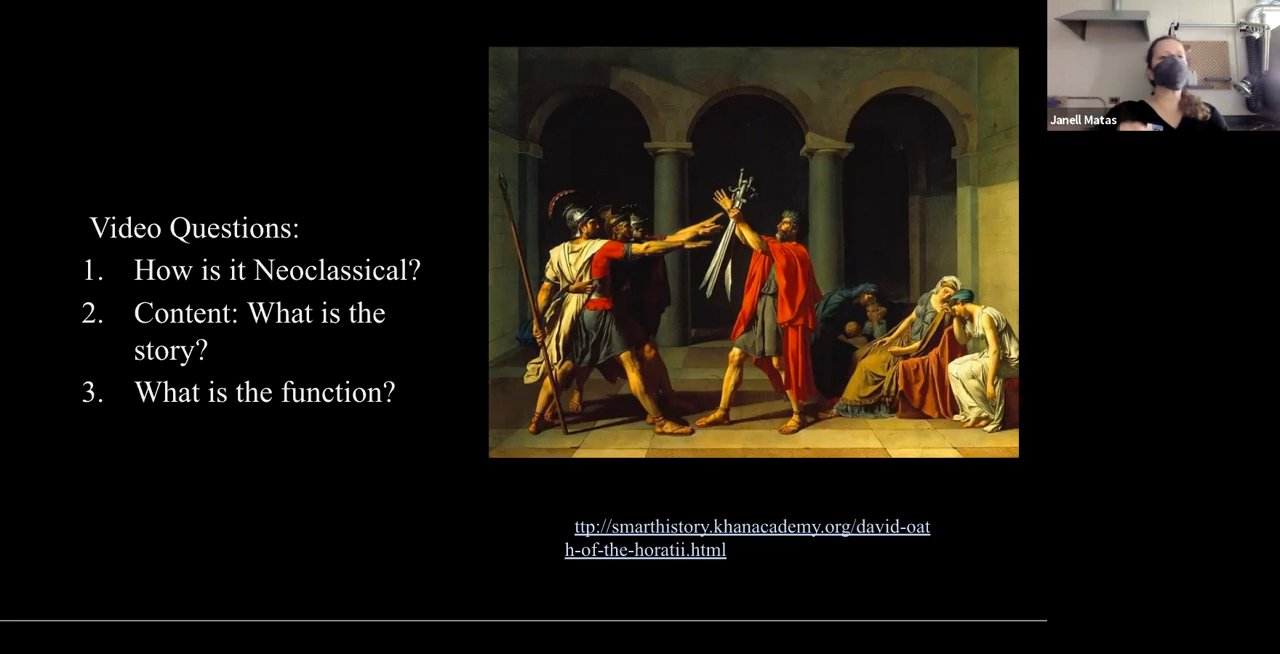 Video Questions:
1. How is it Neoclassical?
2. Content: What is the
story?
3. What is the function?
ttp://smarthistory.khanacademy.org/david-oat
h-of-the-horatii.html
Janell Matas